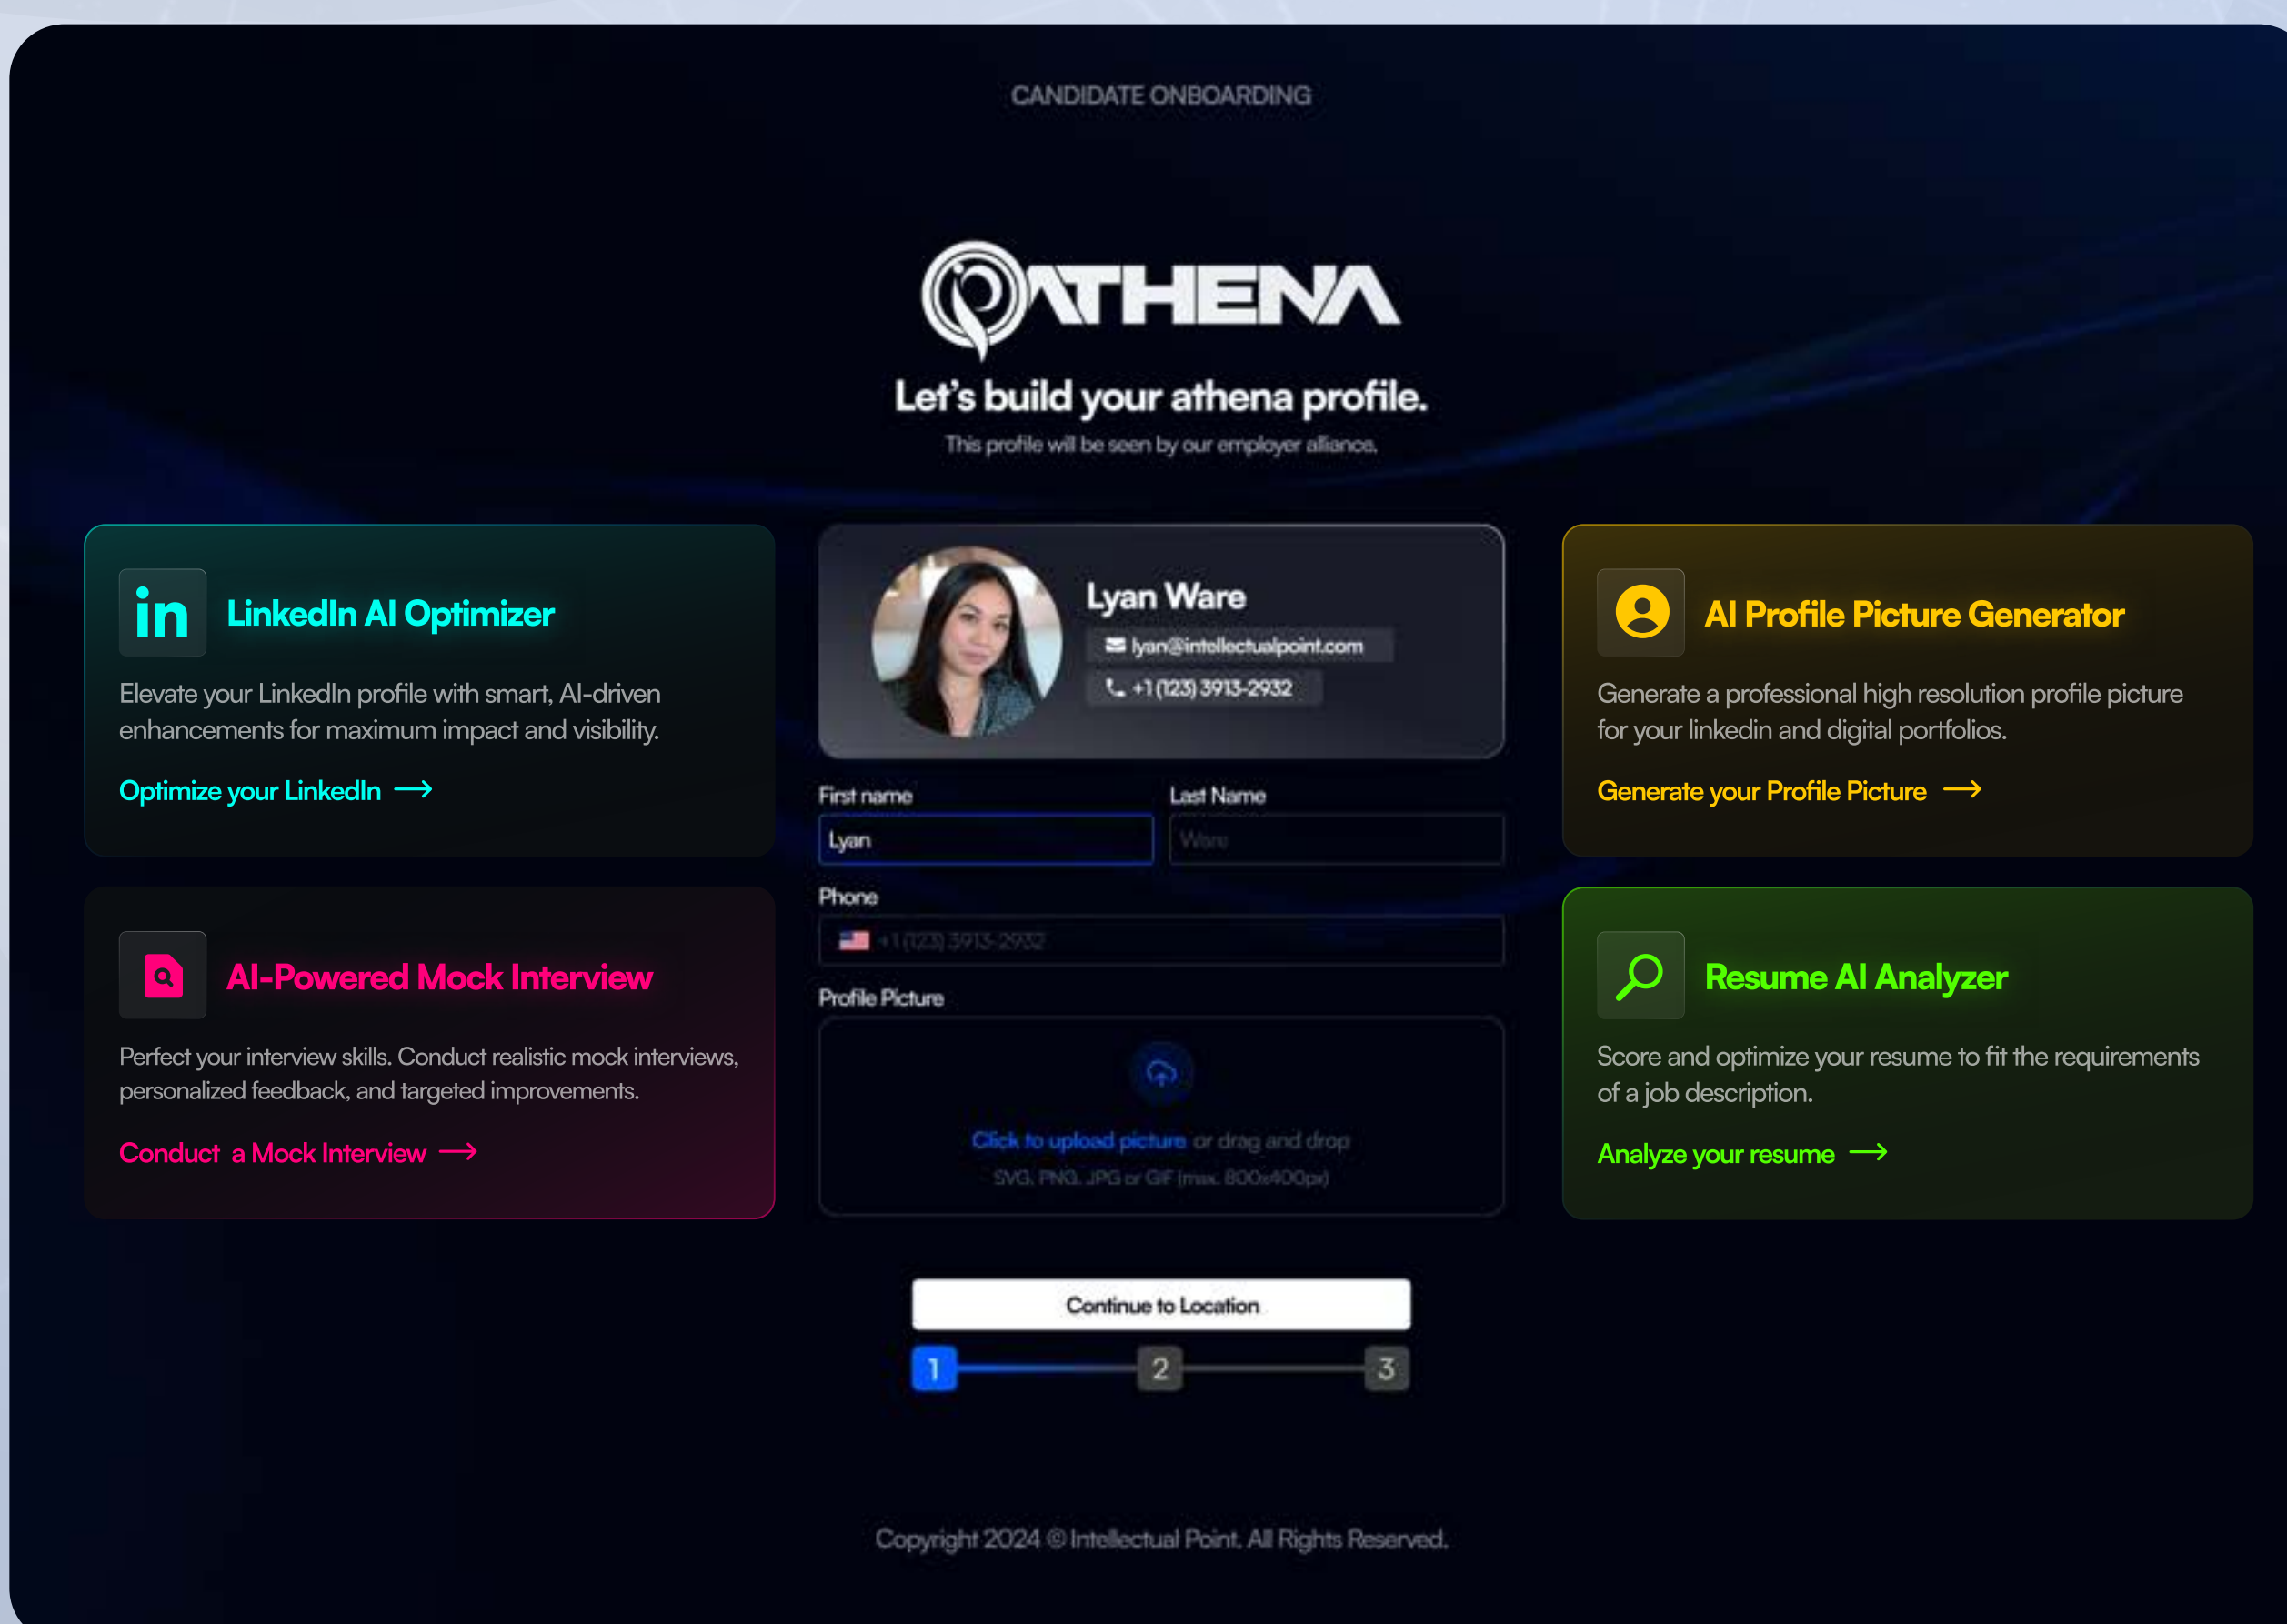 CANDIDATE ONBOARDING
ATHENA
Let's build your athena profile.
This profile will be seen by our employer alliance.
in
LinkedIn AI Optimizer
Elevate your LinkedIn profile with smart, AI-driven
enhancements for maximum impact and visibility.
Optimize your LinkedIn
AI-Powered Mock Interview
Perfect your interview skills. Conduct realistic mock interviews,
personalized feedback, and targeted improvements.
Conduct  a Mock Interview
Lyan Ware
lyan@intellectualpoint.com
+1 (123) 3913-2932
First name
Last Name
Lyan
Ware
Phone
+1 (123) 3913-2932
Profile Picture
Click to upload picture or drag and drop
SVG, PNG, JPG or GIF (max. 800x400px)
AI Profile Picture Generator
Generate a professional high resolution profile picture
for your linkedin and digital portfolios.
Generate your Profile Picture
Resume AI Analyzer
Score and optimize your resume to fit the requirements
of a job description.
Analyze your resume
Continue to Location
1
2
3
Copyright 2024 © Intellectual Point. All Rights Reserved.